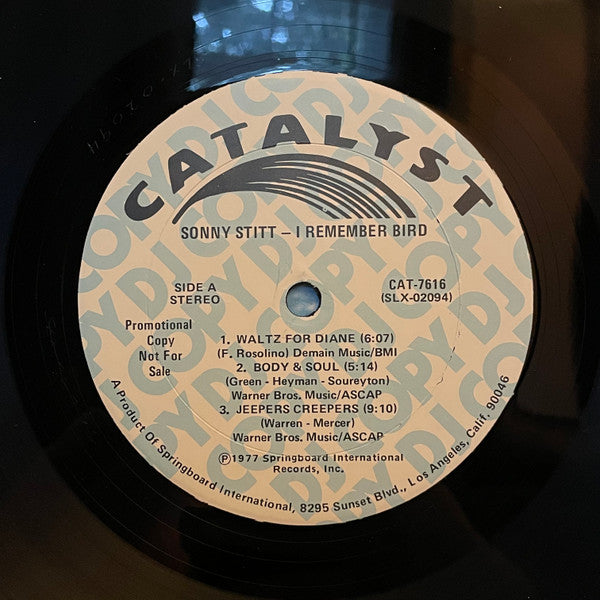 CATALYST
SONNY STITT – I REMEMBER BIRD
SIDE A
STEREO
CAT-7616
(SLX-02094)
Promotional
Copy
Not For
Sale
1. WALTZ FOR DIANE (6:07)
(F. Rosolino) Demain Music/BMI
2. BODY & SOUL (5:14)
(Green - Heyman - Soureyton)
Warner Bros. Music/ASCAP
3. JEEPERS CREEPERS (9:10)
(Warren - Mercer)
Warner Bros. Music/ASCAP
Ⓟ1977 Springboard International
Records, Inc.
A Product Of Springboard International, 8295 Sunset Blvd., Los Angeles, Calif. 90046
DJ COPY